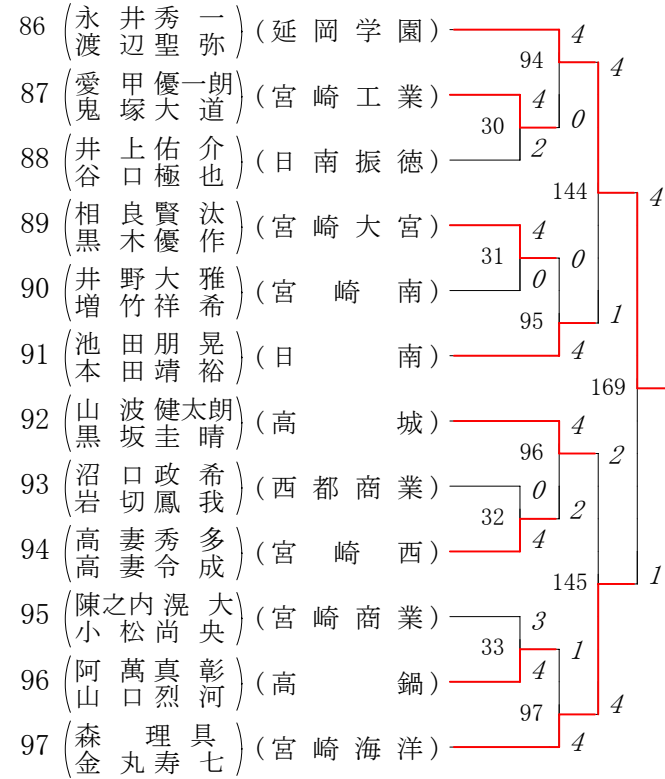 86 永井秀一 渡辺聖弥 (延岡学園) 4
94 4
87 愛甲優一朗 鬼塚大道 (宮崎工業) 4 0
30
88 井上佑介 谷口極也 (日南振徳) 2
144 4
89 相良賢汰 黒木優作 (宮崎大宮) 4
31 0
90 井野大雅 増竹祥希 (宮崎南) 0
95 1
91 池田朋晃 本田靖裕 (日南) 4
169
92 山波健太朗 黒坂圭晴 (高城) 4
96 2
93 沼口政希 岩切鳳我 (西都商業) 0
32 2
94 高妻秀多 高妻令成 (宮崎西) 4
145 1
95 陳之内滉大 小松尚央 (宮崎商業) 3
33 1
96 阿萬真彰 山口烈河 (高鍋) 4
97 4
97 森理具 金丸寿七 (宮崎海洋) 4